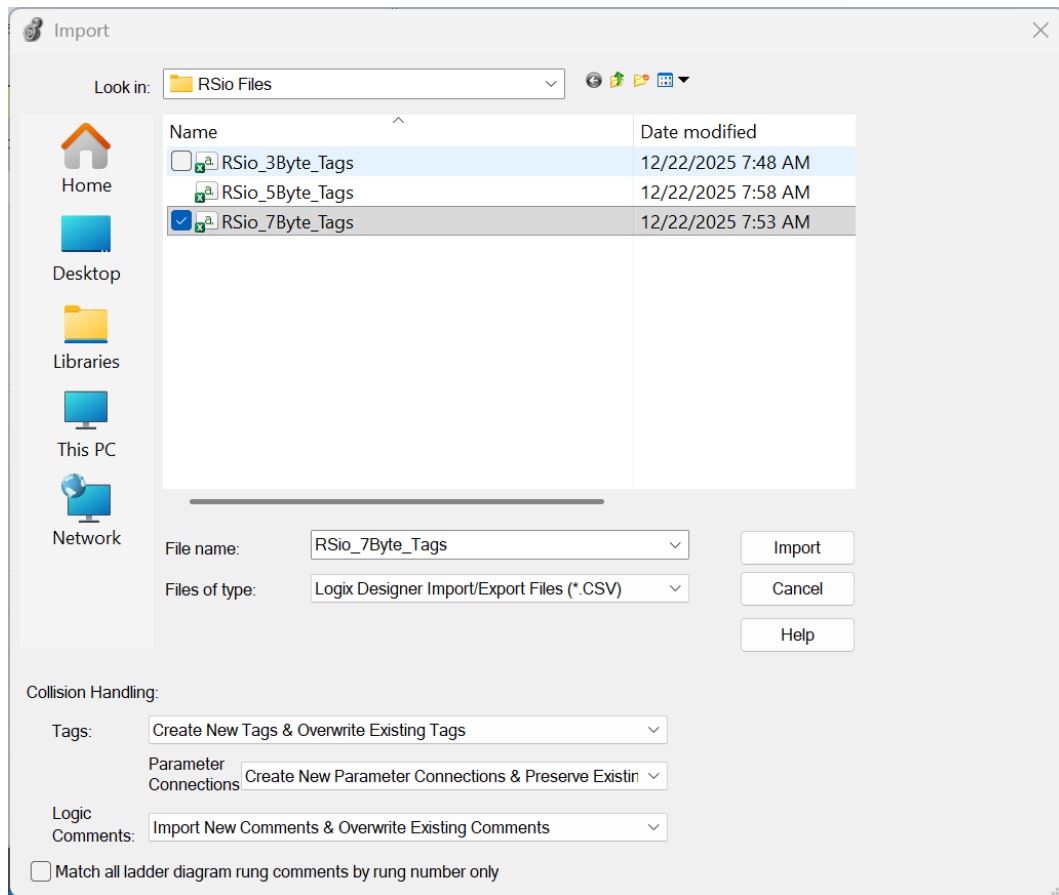 Import
Look in: RSio Files
Name Date modified
RSio_3Byte_Tags 12/22/2025 7:48 AM
RSio_5Byte_Tags 12/22/2025 7:58 AM
RSio_7Byte_Tags 12/22/2025 7:53 AM
Home
Desktop
Libraries
This PC
Network
File name: RSio_7Byte_Tags Import
Files of type: Logix Designer Import/Export Files (*.CSV) Cancel
Help
Collision Handling:
Tags: Create New Tags & Overwrite Existing Tags
Parameter
Connections Create New Parameter Connections & Preserve Existin
Logic
Comments: Import New Comments & Overwrite Existing Comments
Match all ladder diagram rung comments by rung number only